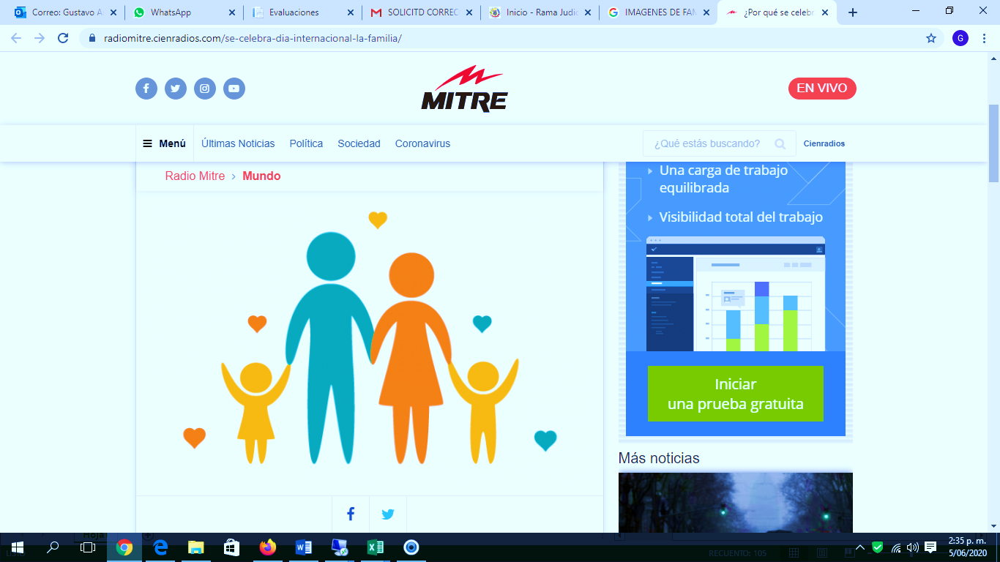 Correo: Gustavo A
WhatsApp
Evaluaciones
SOLICITD CORREC
Inicio - Rama Judic
IMAGENES DE FAM
¿Por qué se celebr
radiomitre.cienradios.com/se-celebra-dia-internacional-la-familia/
G
MITRE
EN VIVO
Menú
Últimas Noticias
Política
Sociedad
Coronavirus
¿Qué estás buscando?
Cienradios
Radio Mitre > Mundo
Una carga de trabajo
equilibrada
Visibilidad total del trabajo
Iniciar
una prueba gratuita
Más noticias
Hoja
LISTO
RECUENTO: 105
2:35 p. m.
5/06/2020